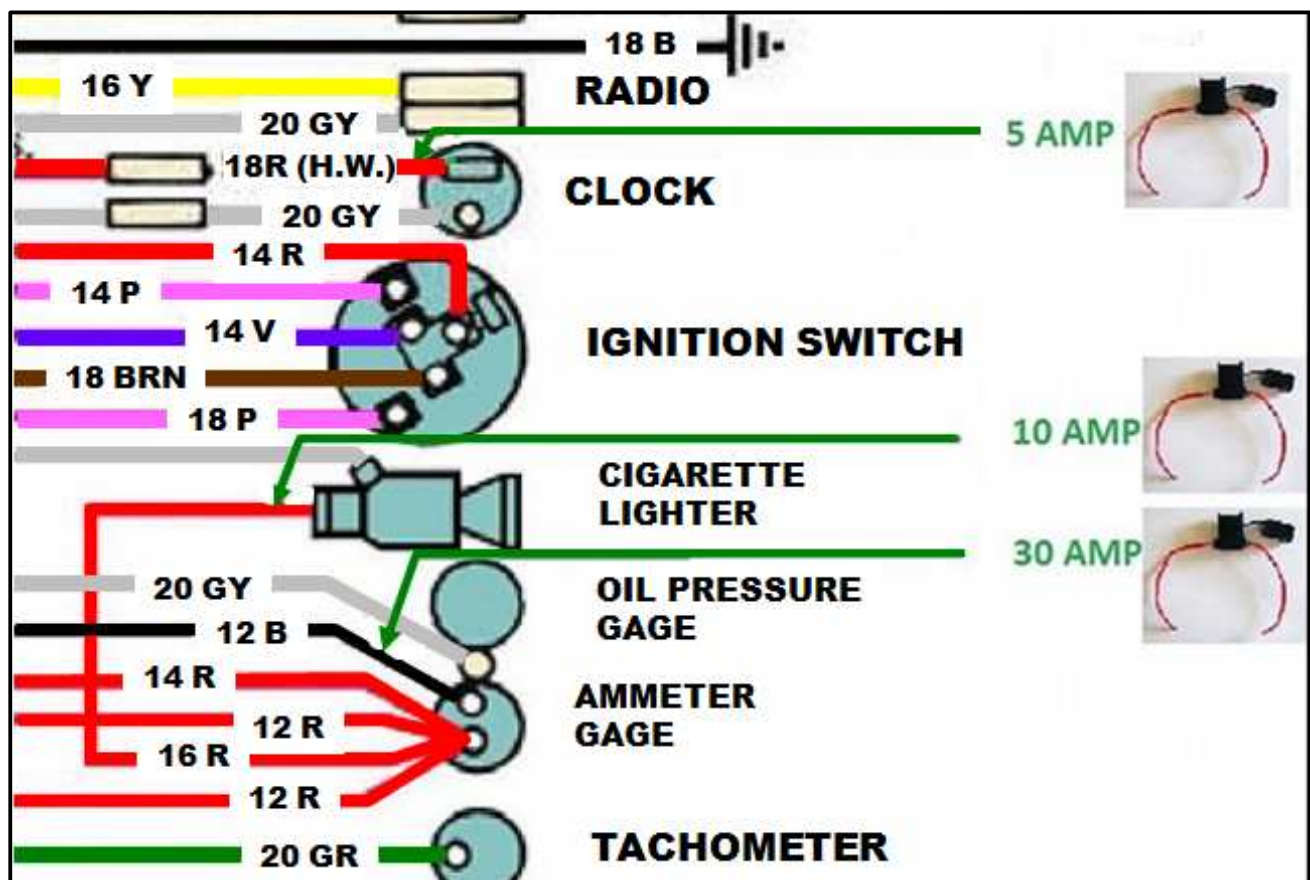 18 B
16 Y
RADIO
20 GY
5 AMP
18R (H.W.)
CLOCK
20 GY
14 R
14 P
14 V
IGNITION SWITCH
18 BRN
18 P
10 AMP
CIGARETTE
LIGHTER
30 AMP
20 GY
OIL PRESSURE
GAGE
12 B
14 R
AMMETER
GAGE
12 R
16 R
12 R
20 GR
TACHOMETER